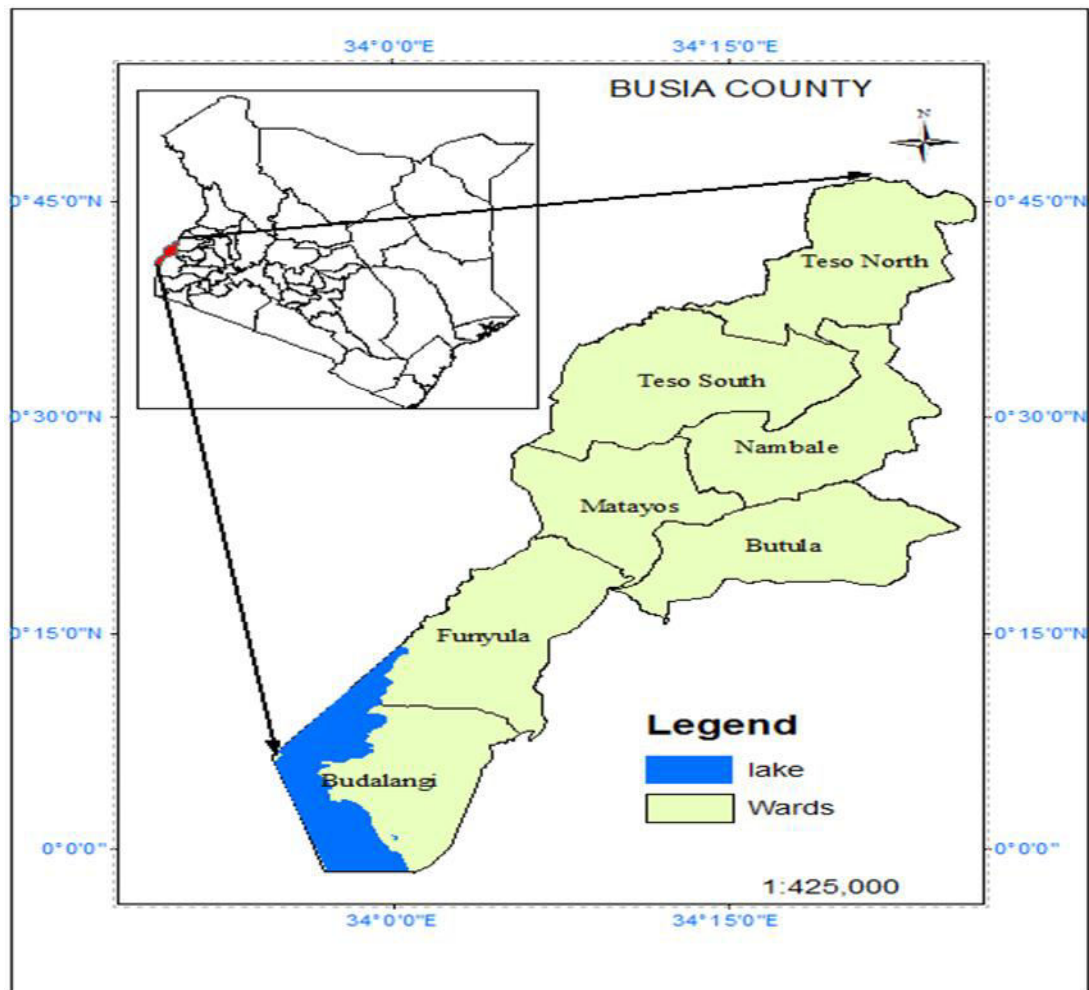 34°0'0"E 34°15'0"E
BUSIA COUNTY
N
0°45'0"N 0°45'0"N
Teso North
Teso South
0°30'0"N 0°30'0"N
Nambale
Matayos
Butula
0°15'0"N 0°15'0"N
Funyula
Legend
lake
Budalangi
Wards
0°0'0" 0°0'0"
1:425,000
34°0'0"E 34°15'0"E